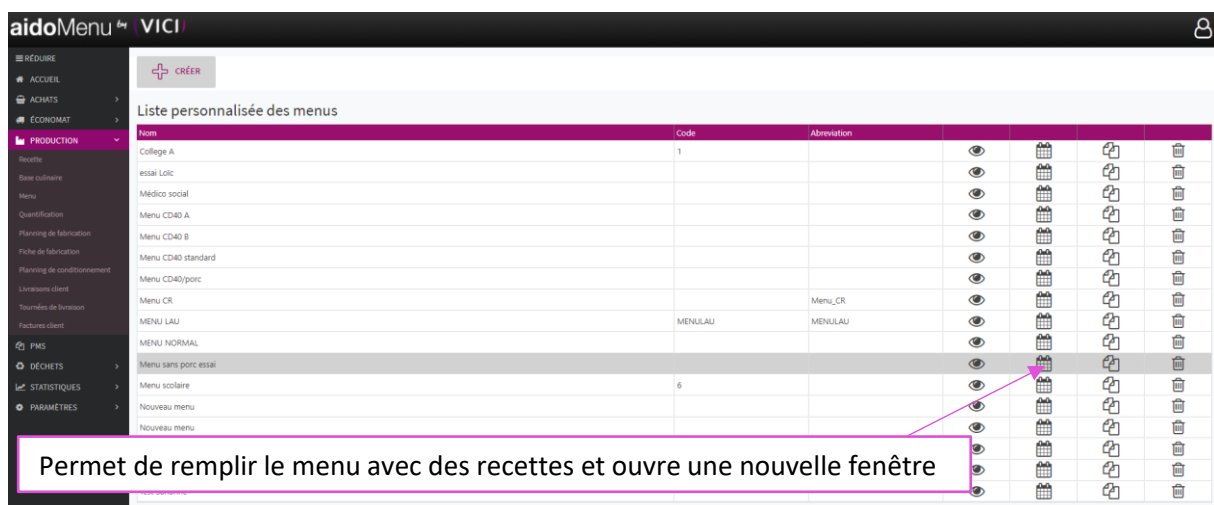 aidoMenu by (VICI)
RÉDUIRE
ACCUEIL
ACHATS
ÉCONOMAT
PRODUCTION
Recette
Base culinaire
Menu
Quantification
Planning de fabrication
Fiche de fabrication
Planning de conditionnement
Livraisons client
Tournées de livraison
Factures client
PMS
DÉCHETS
STATISTIQUES
PARAMÈTRES
CRÉER
Liste personnalisée des menus
Nom Code Abreviation
College A 1
essai Loïc
Médico social
Menu CD40 A
Menu CD40 B
Menu CD40 standard
Menu CD40/porc
Menu CR Menu_CR
MENU LAU MENULAU MENULAU
MENU NORMAL
Menu sans porc essai
Menu scolaire 6
Nouveau menu
Nouveau menu
Permet de remplir le menu avec des recettes et ouvre une nouvelle fenêtre